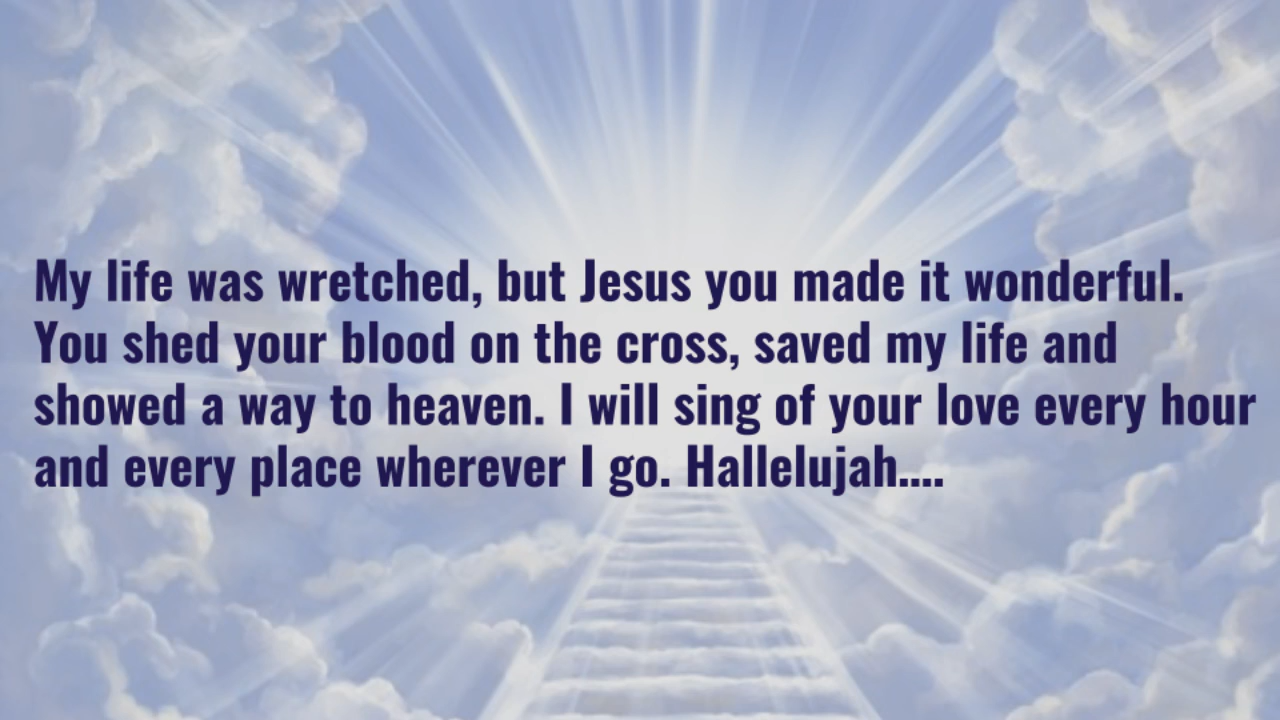 My life was wretched, but Jesus you made it wonderful.
You shed your blood on the cross, saved my life and
showed a way to heaven. I will sing of your love every hour
and every place wherever I go. Hallelujah....